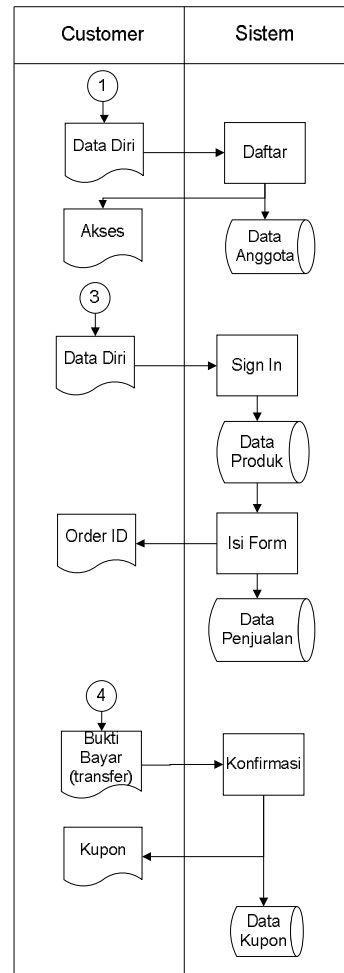 Customer
Sistem
1
Data Diri
Daftar
Akses
Data
Anggota
3
Data Diri
Sign In
Data
Produk
Order ID
Isi Form
Data
Penjualan
4
Bukti
Bayar
(transfer)
Konfirmasi
Kupon
Data
Kupon